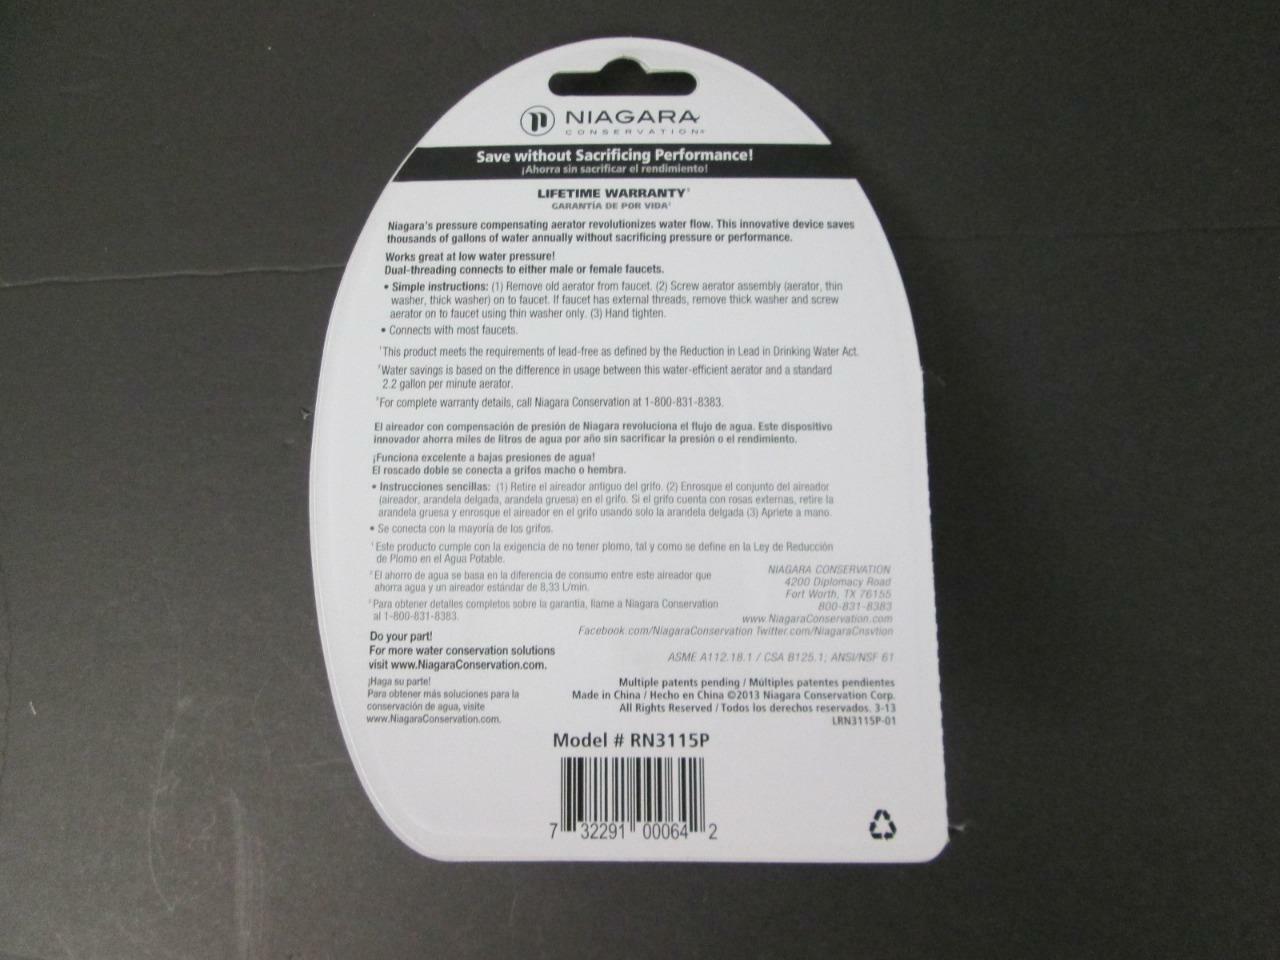 NIAGARA
CONSERVATION®
Save without Sacrificing Performance!
¡Ahorra sin sacrificar el rendimiento!
LIFETIME WARRANTY³
GARANTÍA DE POR VIDA³
Niagara's pressure compensating aerator revolutionizes water flow. This innovative device saves
thousands of gallons of water annually without sacrificing pressure or performance.
Works great at low water pressure!
Dual-threading connects to either male or female faucets.
• Simple instructions: (1) Remove old aerator from faucet. (2) Screw aerator assembly (aerator, thin
washer, thick washer) on to faucet. If faucet has external threads, remove thick washer and screw
aerator on to faucet using thin washer only. (3) Hand tighten.
• Connects with most faucets.
¹This product meets the requirements of lead-free as defined by the Reduction in Lead in Drinking Water Act.
²Water savings is based on the difference in usage between this water-efficient aerator and a standard
2.2 gallon per minute aerator.
³For complete warranty details, call Niagara Conservation at 1-800-831-8383.
El aireador con compensación de presión de Niagara revoluciona el flujo de agua. Este dispositivo
innovador ahorra miles de litros de agua por año sin sacrificar la presión o el rendimiento.
¡Funciona excelente a bajas presiones de agua!
El roscado doble se conecta a grifos macho o hembra.
• Instrucciones sencillas: (1) Retire el aireador antiguo del grifo. (2) Enrosque el conjunto del aireador
(aireador, arandela delgada, arandela gruesa) en el grifo. Si el grifo cuenta con rosas externas, retire la
arandela gruesa y enrosque el aireador en el grifo usando solo la arandela delgada (3) Apriete a mano.
• Se conecta con la mayoría de los grifos.
¹Este producto cumple con la exigencia de no tener plomo, tal y como se define en la Ley de Reducción
de Plomo en el Agua Potable.
²El ahorro de agua se basa en la diferencia de consumo entre este aireador que
ahorra agua y un aireador estándar de 8,33 L/min.
³Para obtener detalles completos sobre la garantía, llame a Niagara Conservation
al 1-800-831-8383.
NIAGARA CONSERVATION
4200 Diplomacy Road
Fort Worth, TX 76155
800-831-8383
www.NiagaraConservation.com
Facebook.com/NiagaraConservation Twitter.com/NiagaraCnsvtion
Do your part!
For more water conservation solutions
visit www.NiagaraConservation.com.
¡Haga su parte!
Para obtener más soluciones para la
conservación de agua, visite
www.NiagaraConservation.com.
ASME A112.18.1 / CSA B125.1; ANSI/NSF 61
Multiple patents pending / Múltiples patentes pendientes
Made in China / Hecho en China ©2013 Niagara Conservation Corp.
All Rights Reserved / Todos los derechos reservados. 3-13
LRN3115P-01
Model # RN3115P
7 32291 00064 2